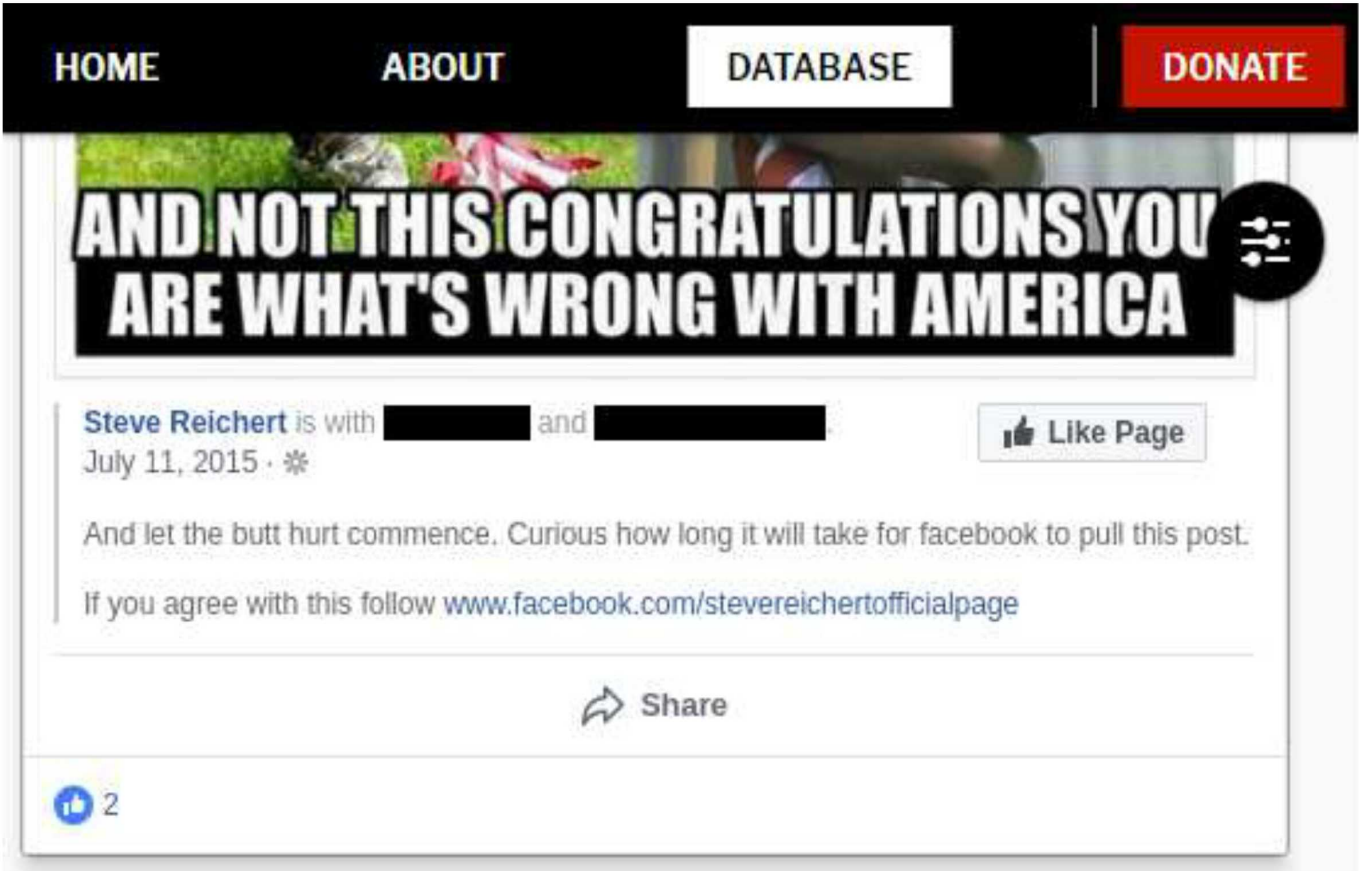 HOME ABOUT DATABASE DONATE
AND NOT THIS CONGRATULATIONS YOU
ARE WHAT'S WRONG WITH AMERICA
Steve Reichert is with and .
Like Page
July 11, 2015 ·
And let the butt hurt commence. Curious how long it will take for facebook to pull this post.
If you agree with this follow www.facebook.com/stevereichertofficialpage
Share
2